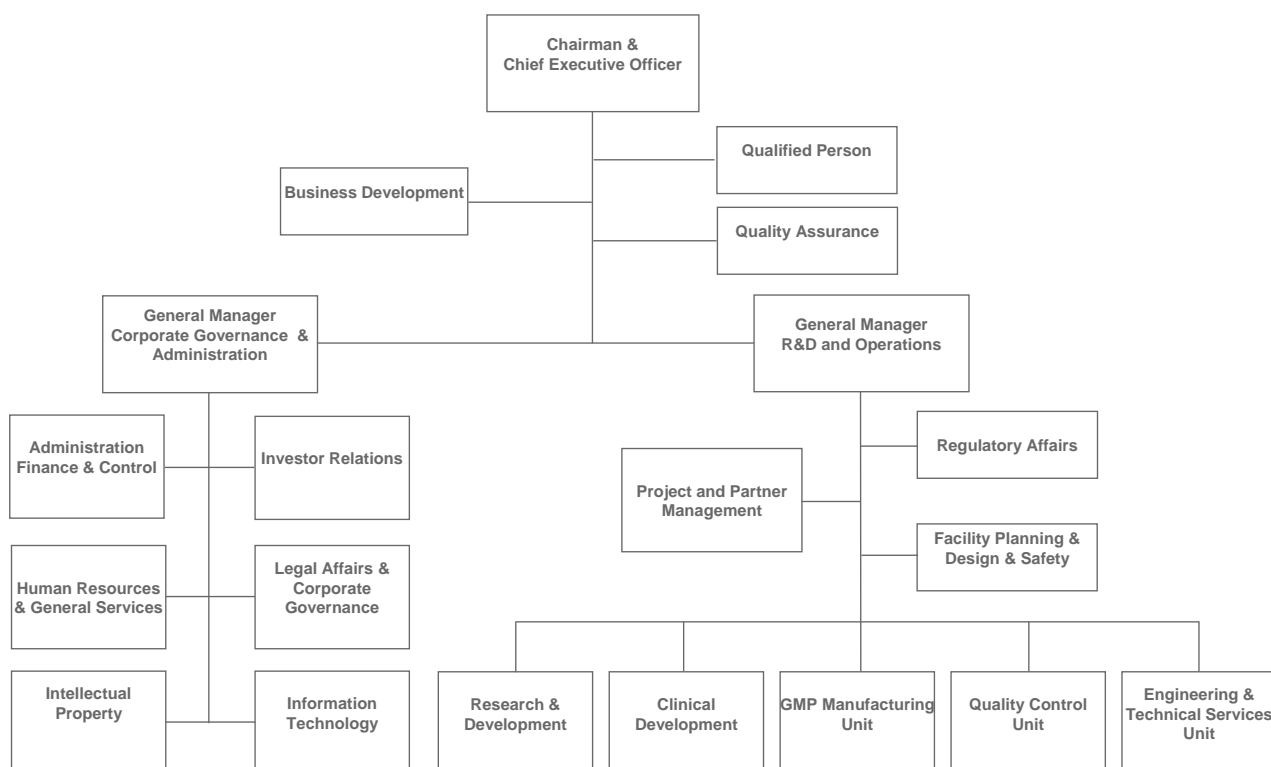 Chairman &
Chief Executive Officer
Qualified Person
Business Development
Quality Assurance
General Manager
Corporate Governance &
Administration
General Manager
R&D and Operations
Administration
Finance & Control
Investor Relations
Regulatory Affairs
Project and Partner
Management
Facility Planning &
Design & Safety
Human Resources
& General Services
Legal Affairs &
Corporate
Governance
Intellectual
Property
Information
Technology
Research &
Development
Clinical
Development
GMP Manufacturing
Unit
Quality Control
Unit
Engineering &
Technical Services
Unit